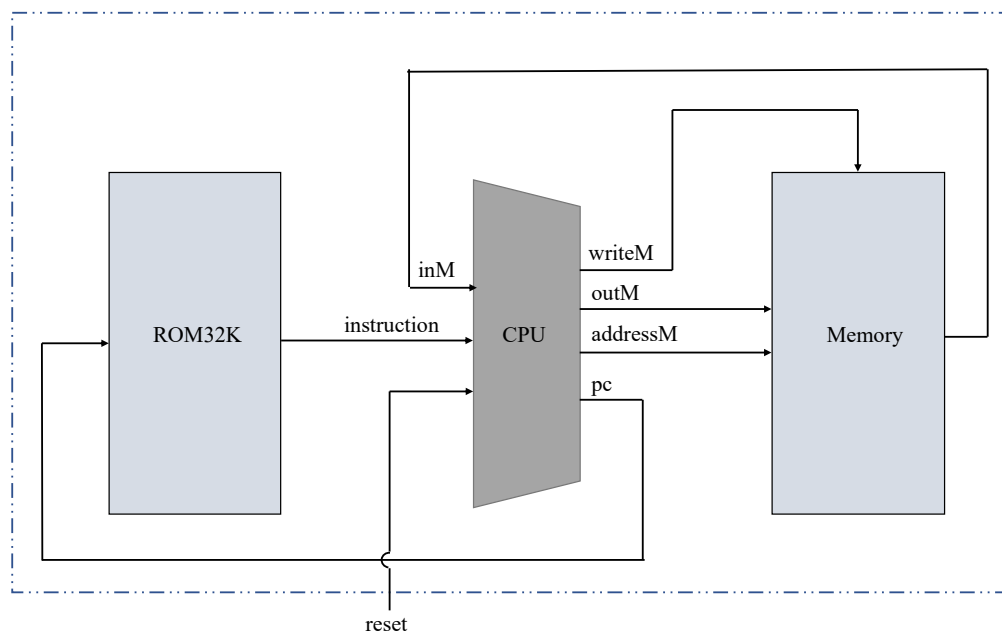 writeM
inM
outM
instruction
ROM32K
CPU
addressM
Memory
pc
reset